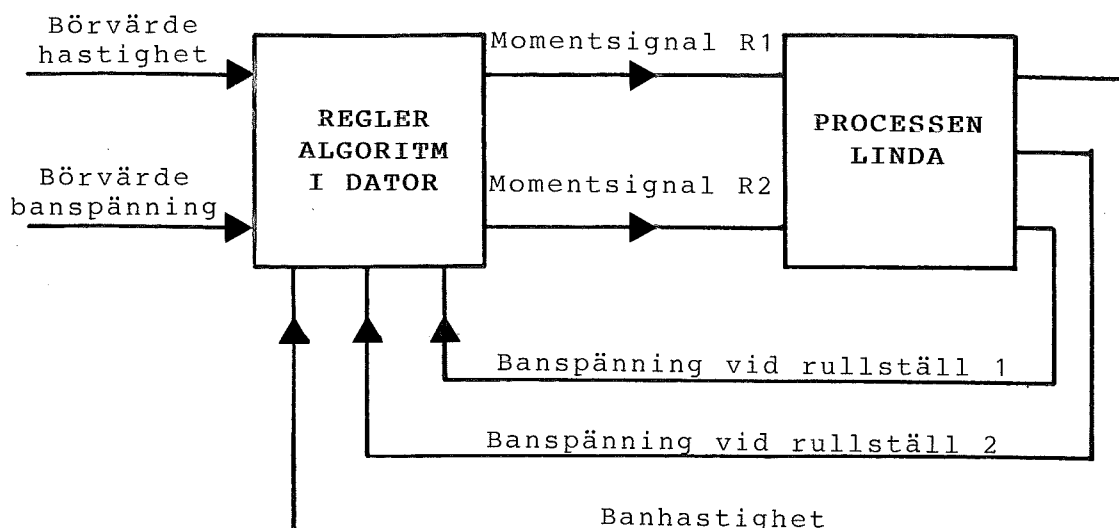 Börvärde
hastighet
Momentsignal R1
REGLER
ALGORITM
I DATOR
PROCESSEN
LINDA
Börvärde
banspänning
Momentsignal R2
Banspänning vid rullställ 1
Banspänning vid rullställ 2
Banhastighet